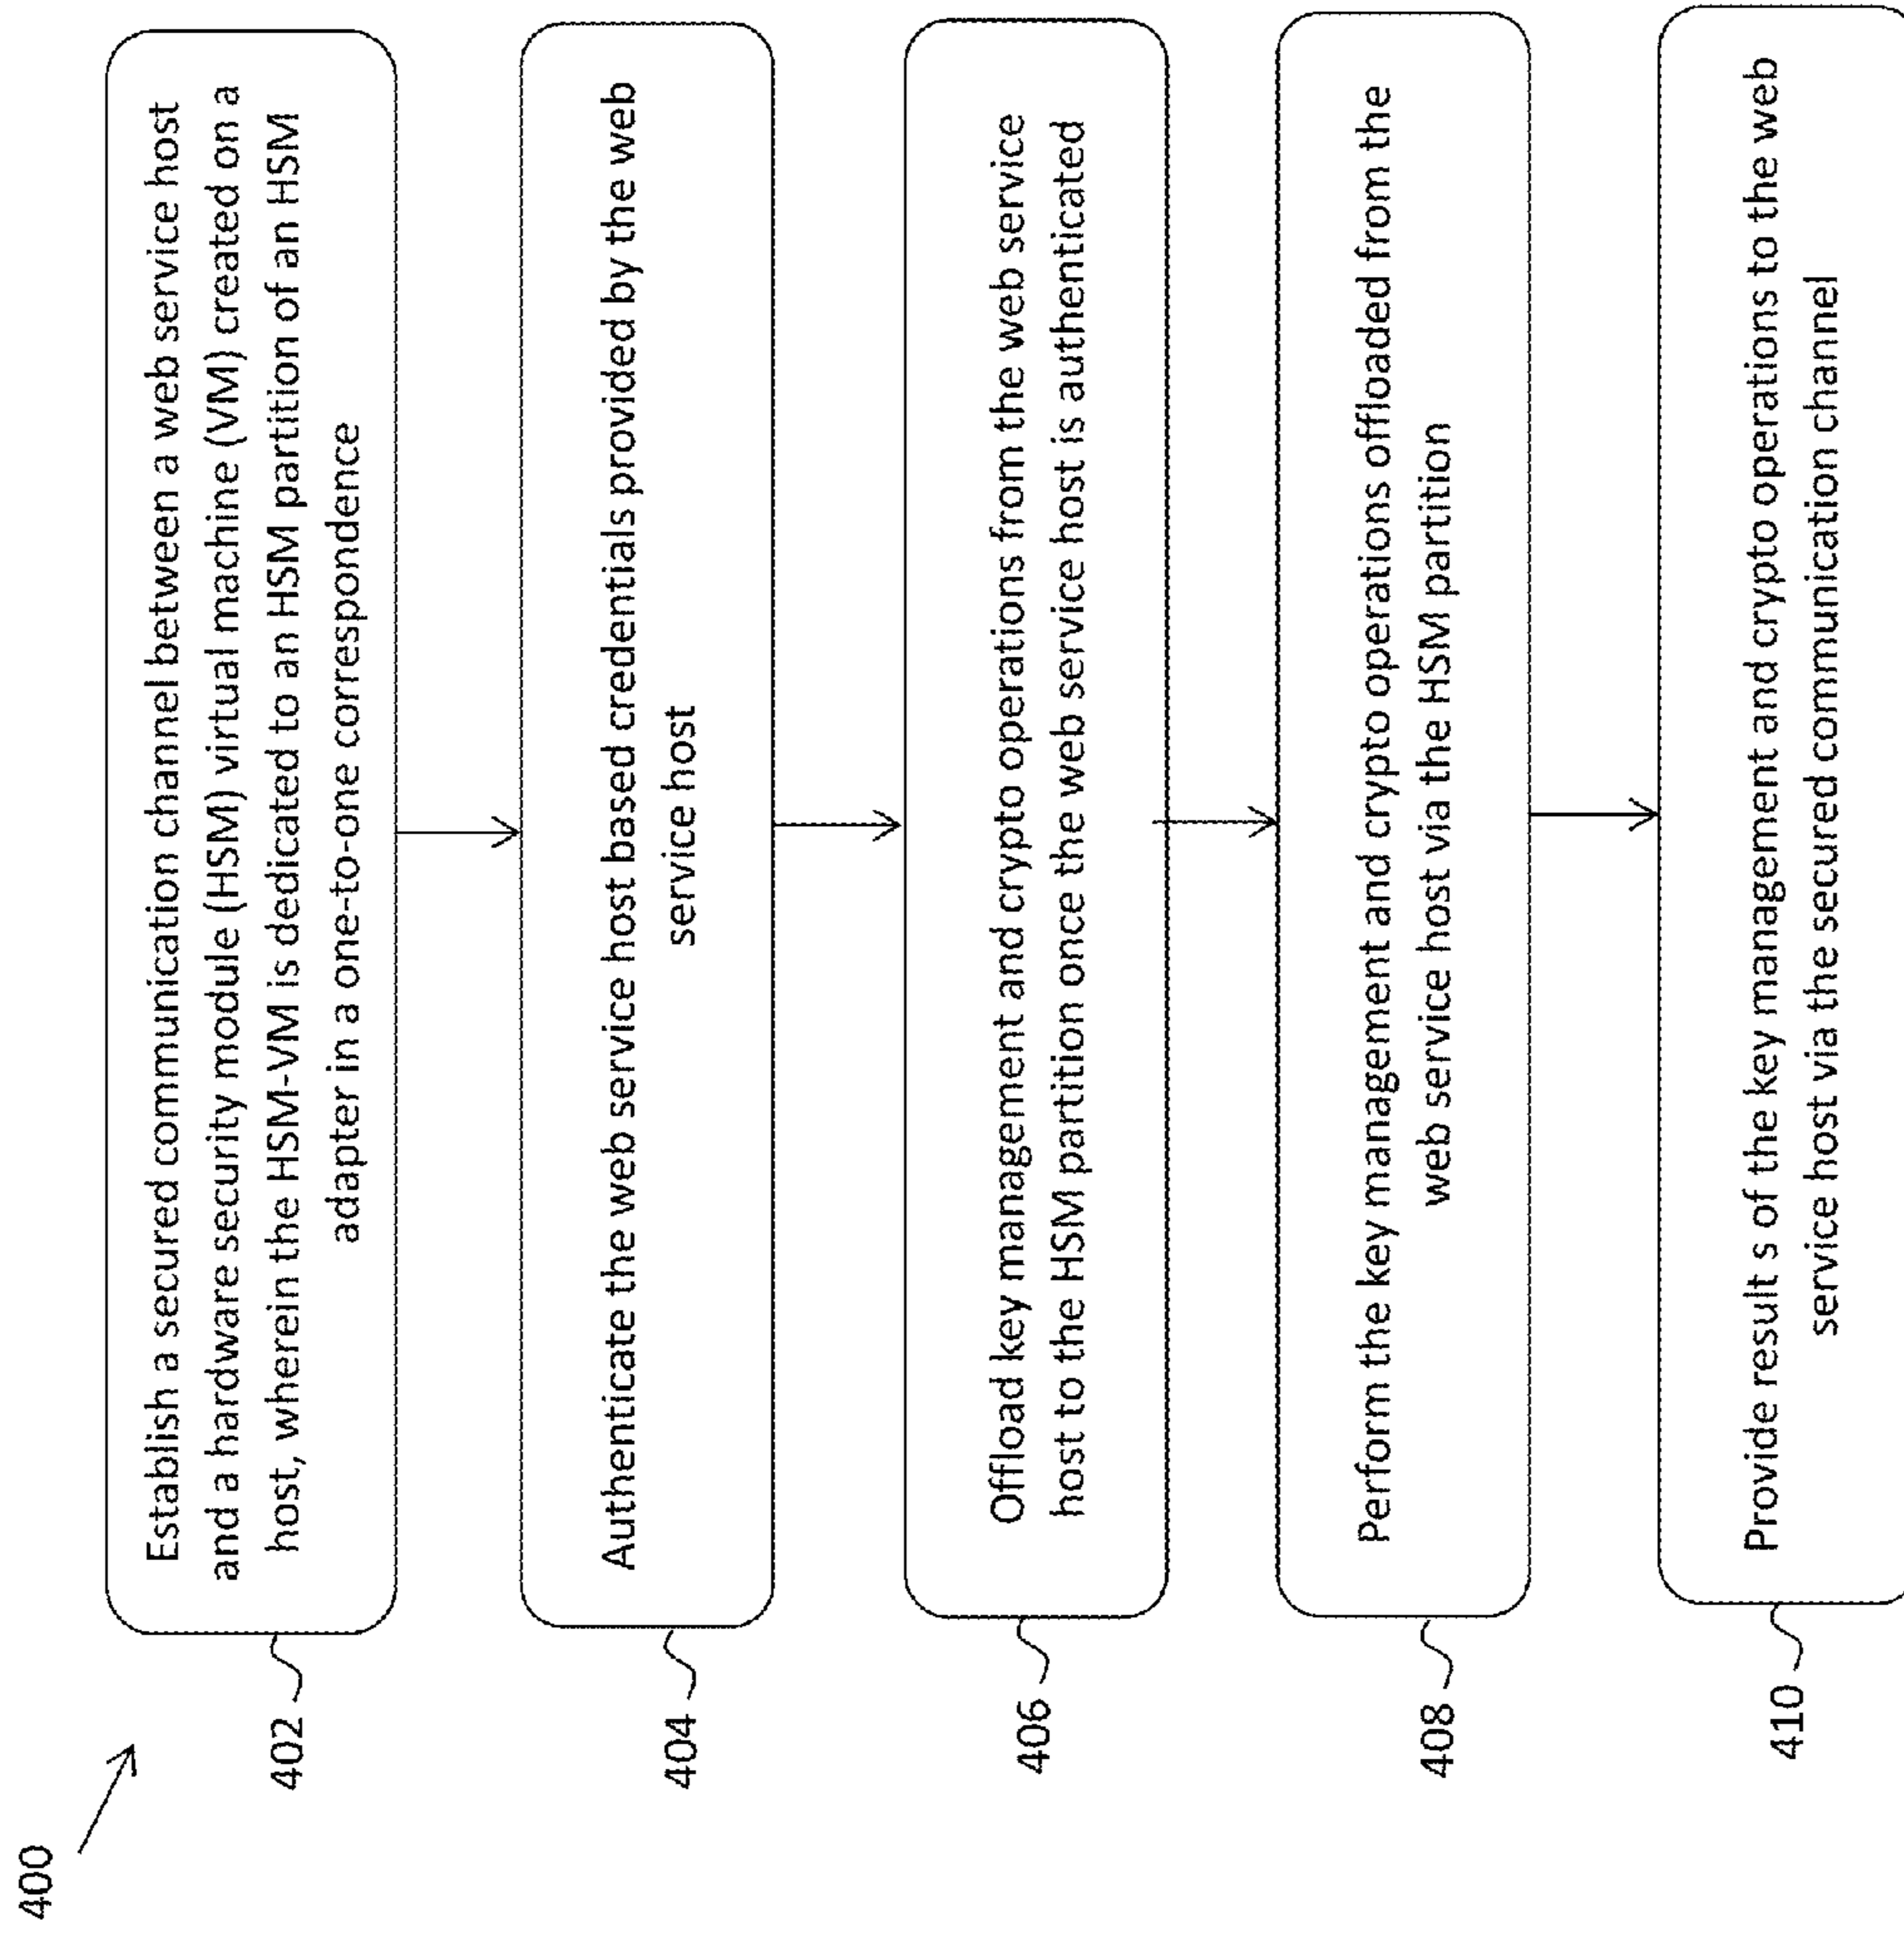 400
402
Establish a secured communication channel between a web service host
and a hardware security module (HSM) virtual machine (VM) created on a
host, wherein the HSM-VM is dedicated to an HSM partition of an HSM
adapter in a one-to-one correspondence
404
Authenticate the web service host based credentials provided by the web
service host
406
Offload key management and crypto operations from the web service
host to the HSM partition once the web service host is authenticated
408
Perform the key management and crypto operations offloaded from the
web service host via the HSM partition
410
Provide result s of the key management and crypto operations to the web
service host via the secured communication channel